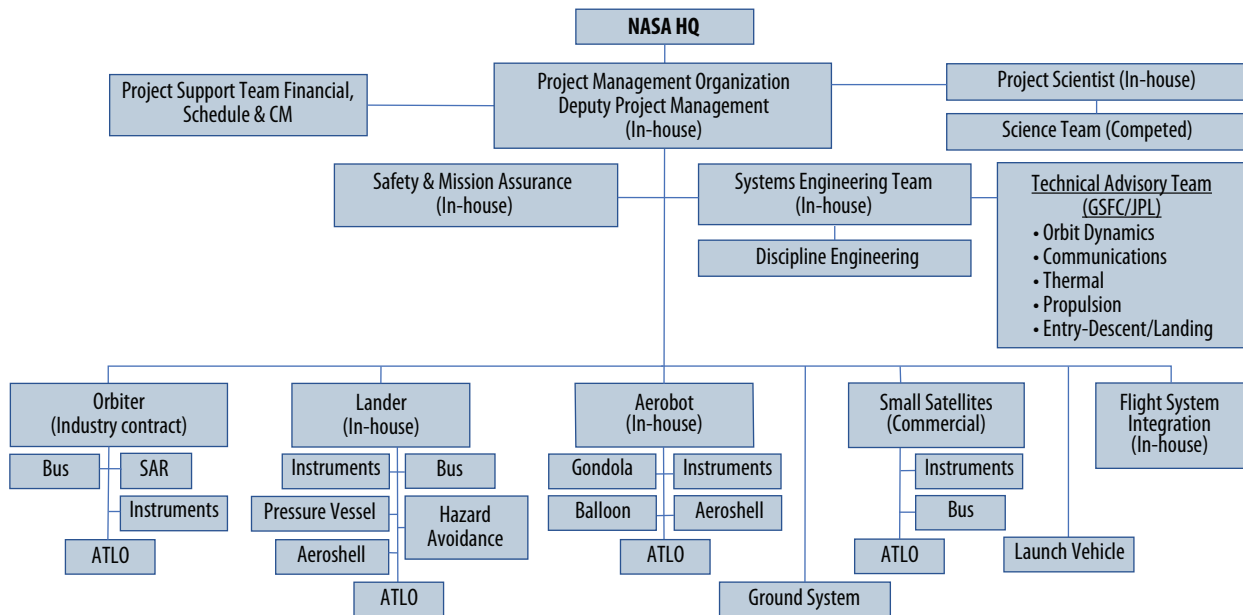 NASA HQ
Project Support Team Financial,
Schedule & CM
Project Management Organization
Deputy Project Management
(In-house)
Project Scientist (In-house)
Science Team (Competed)
Safety & Mission Assurance
(In-house)
Systems Engineering Team
(In-house)
Discipline Engineering
Technical Advisory Team
(GSFC/JPL)
• Orbit Dynamics
• Communications
• Thermal
• Propulsion
• Entry-Descent/Landing
Orbiter
(Industry contract)
Bus
SAR
Instruments
ATLO
Lander
(In-house)
Instruments
Bus
Pressure Vessel
Hazard
Avoidance
Aeroshell
ATLO
Aerobot
(In-house)
Gondola
Instruments
Balloon
Aeroshell
ATLO
Ground System
Small Satellites
(Commercial)
Instruments
Bus
ATLO
Launch Vehicle
Flight System
Integration
(In-house)